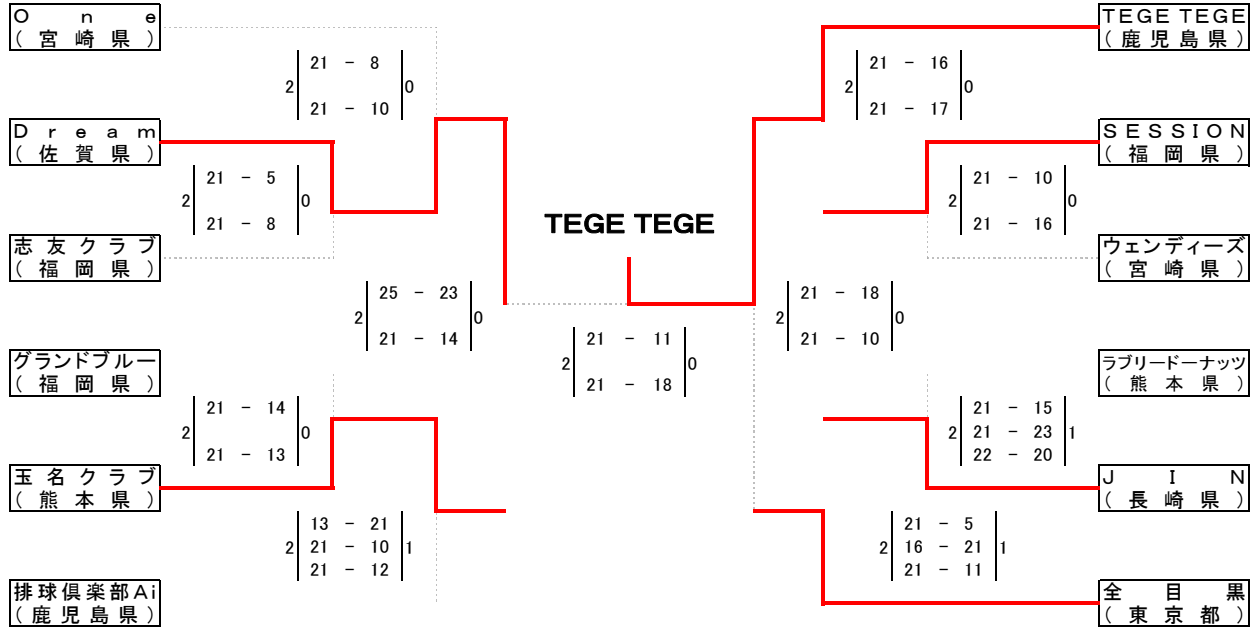 One
(宮崎県)
21 - 8
2 0
21 - 10
Dream
(佐賀県)
21 - 5
2 0
21 - 8
志友クラブ
(福岡県)
25 - 23
2 0
21 - 14
グランドブルー
(福岡県)
21 - 14
2 0
21 - 13
玉名クラブ
(熊本県)
13 - 21
2 21 - 10 1
21 - 12
排球倶楽部Ai
(鹿児島県)
TEGE TEGE
21 - 11
2 0
21 - 18
TEGE TEGE
(鹿児島県)
21 - 16
2 0
21 - 17
SESSION
(福岡県)
21 - 10
2 0
21 - 16
ウェンディーズ
(宮崎県)
21 - 18
2 0
21 - 10
ラブリードーナッツ
(熊本県)
21 - 15
2 21 - 23 1
22 - 20
JIN
(長崎県)
21 - 5
2 16 - 21 1
21 - 11
全目黒
(東京都)